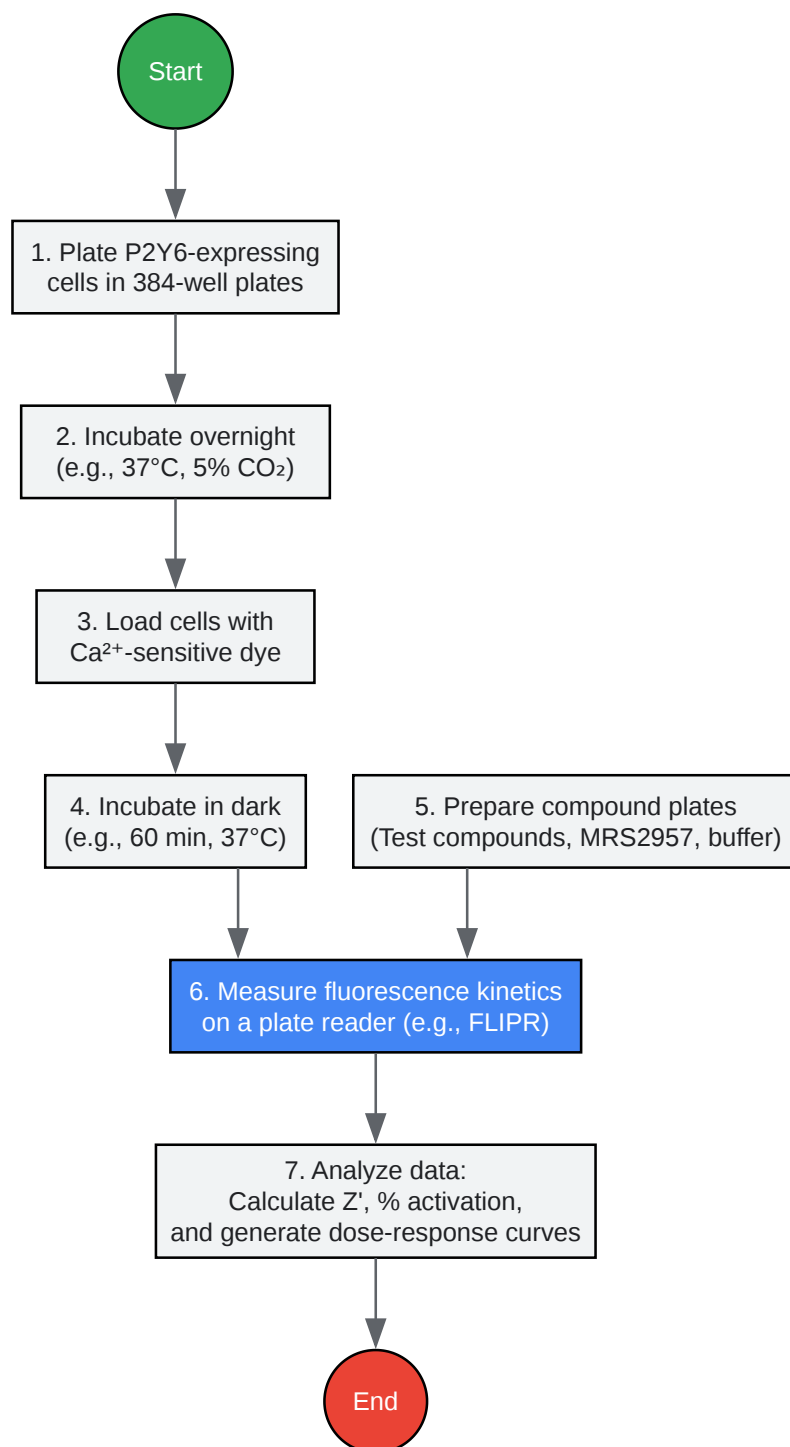 Start
1. Plate P2Y6-expressing
cells in 384-well plates
2. Incubate overnight
(e.g., 37°C, 5% CO₂)
3. Load cells with
Ca²⁺-sensitive dye
4. Incubate in dark
(e.g., 60 min, 37°C)
5. Prepare compound plates
(Test compounds, MRS2957, buffer)
6. Measure fluorescence kinetics
on a plate reader (e.g., FLIPR)
7. Analyze data:
Calculate Z', % activation,
and generate dose-response curves
End